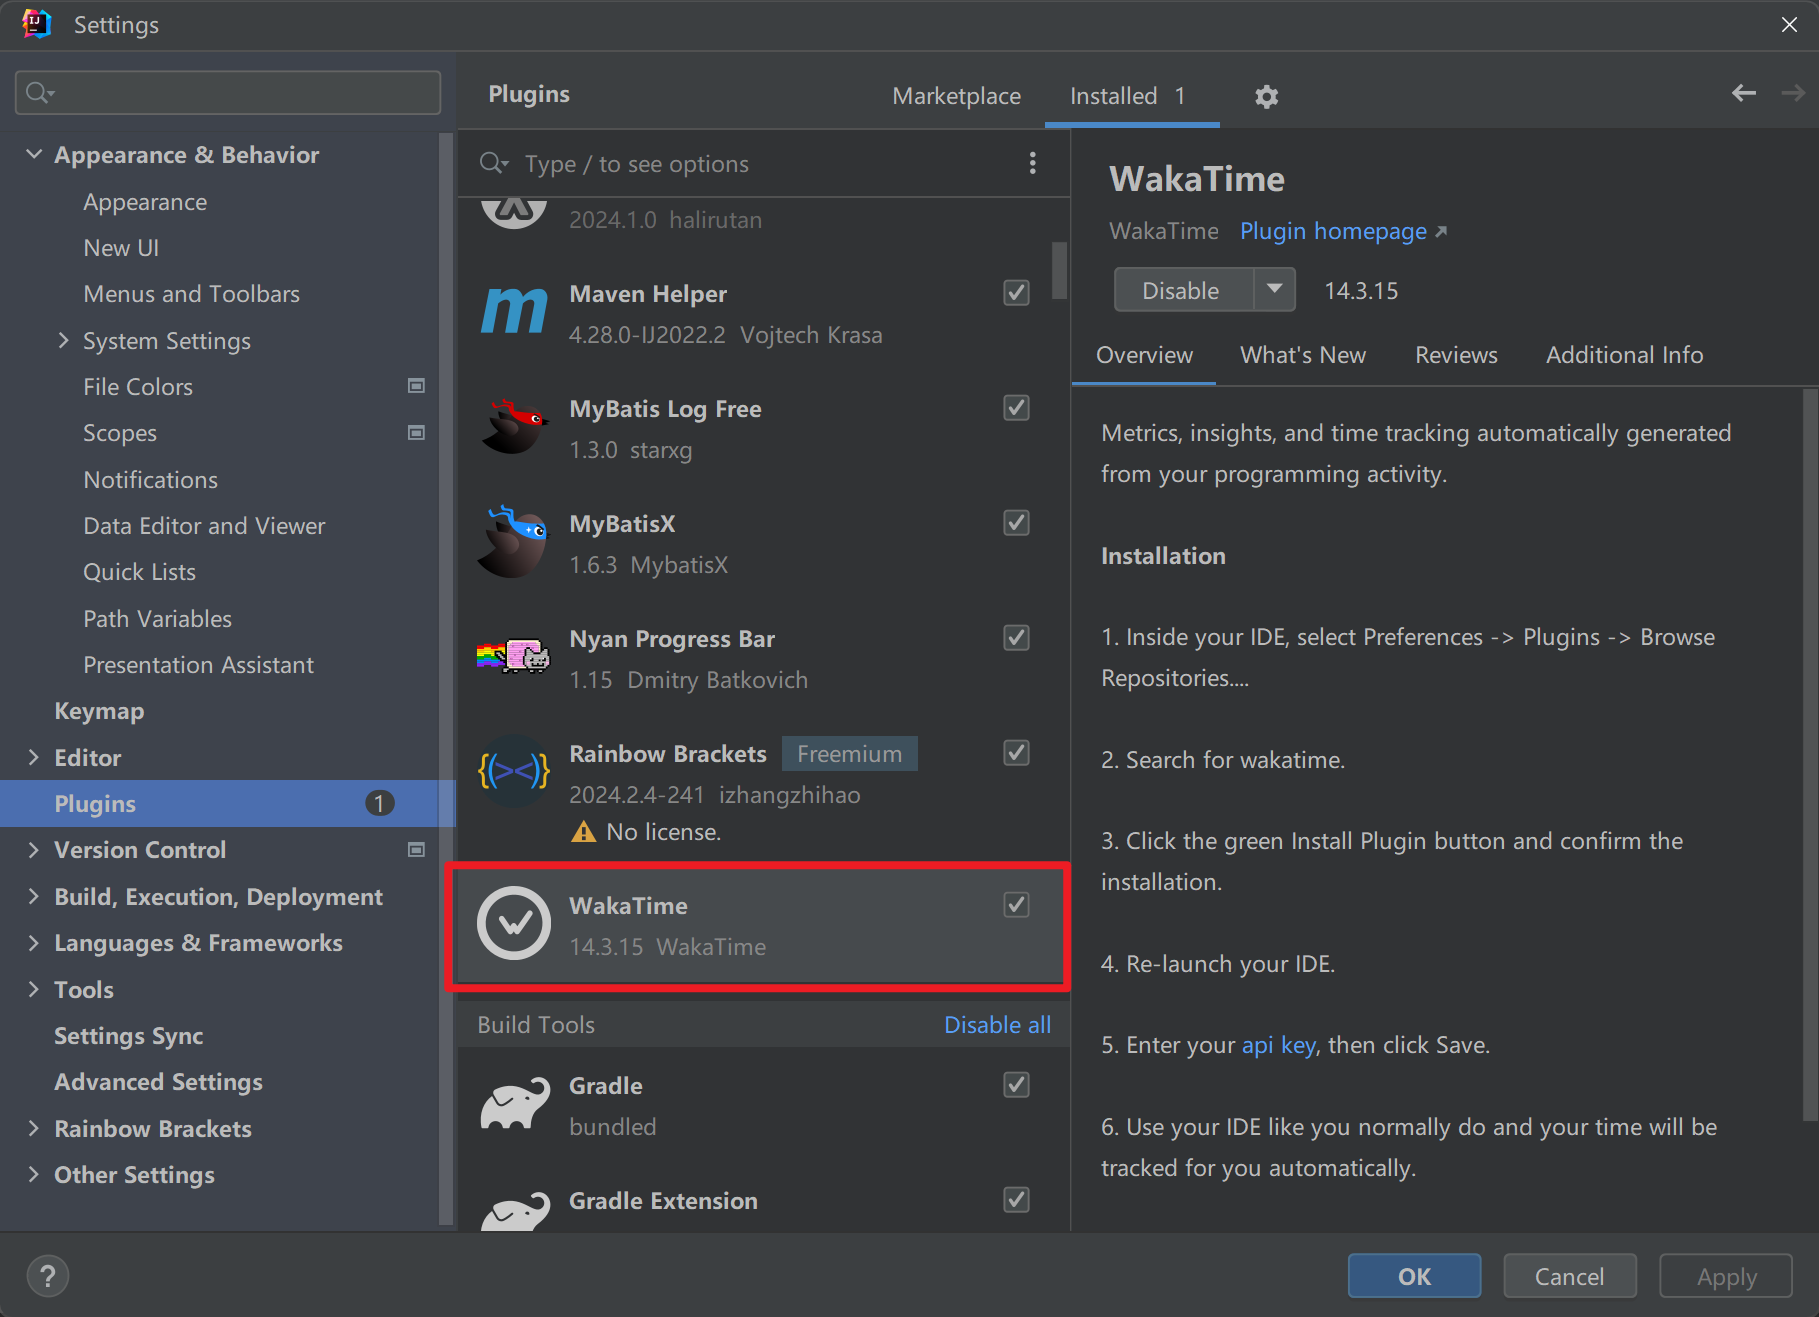 Settings
Plugins
Marketplace
Installed 1
Type / to see options
Appearance & Behavior
Appearance
New UI
Menus and Toolbars
System Settings
File Colors
Scopes
Notifications
Data Editor and Viewer
Quick Lists
Path Variables
Presentation Assistant
Keymap
Editor
Plugins 1
Version Control
Build, Execution, Deployment
Languages & Frameworks
Tools
Settings Sync
Advanced Settings
Rainbow Brackets
Other Settings
2024.1.0 halirutan
Maven Helper
4.28.0-IJ2022.2 Vojtech Krasa
MyBatis Log Free
1.3.0 starxg
MyBatisX
1.6.3 MybatisX
Nyan Progress Bar
1.15 Dmitry Batkovich
Rainbow Brackets Freemium
2024.2.4-241 izhangzhihao
No license.
WakaTime
14.3.15 WakaTime
Build Tools Disable all
Gradle
bundled
Gradle Extension
WakaTime
WakaTime Plugin homepage
Disable 14.3.15
Overview What's New Reviews Additional Info
Metrics, insights, and time tracking automatically generated
from your programming activity.
Installation
1. Inside your IDE, select Preferences -> Plugins -> Browse
Repositories....
2. Search for wakatime.
3. Click the green Install Plugin button and confirm the
installation.
4. Re-launch your IDE.
5. Enter your api key, then click Save.
6. Use your IDE like you normally do and your time will be
tracked for you automatically.
?
OK Cancel Apply